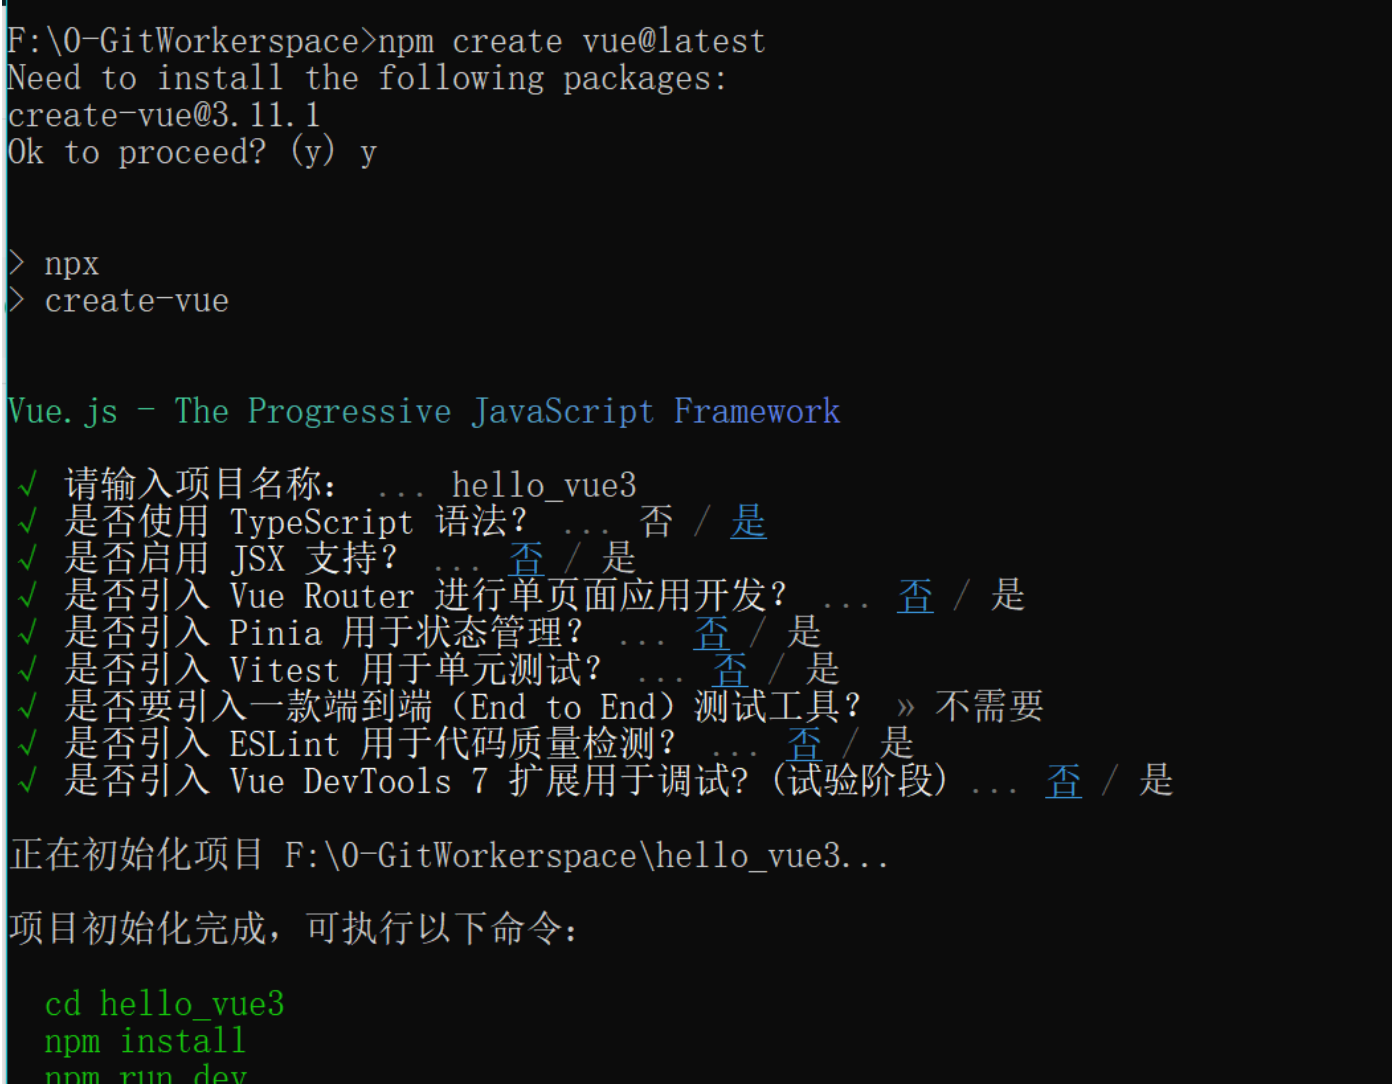 F:\0-GitWorkerspace>npm create vue@latest
Need to install the following packages:
create-vue@3.11.1
Ok to proceed? (y) y
> npx
> create-vue
Vue.js - The Progressive JavaScript Framework
√ 请输入项目名称： ... hello_vue3
√ 是否使用 TypeScript 语法？ ... 否 / 是
√ 是否启用 JSX 支持？ ... 否 / 是
√ 是否引入 Vue Router 进行单页面应用开发？ ... 否 / 是
√ 是否引入 Pinia 用于状态管理？ ... 否 / 是
√ 是否引入 Vitest 用于单元测试？ ... 否 / 是
√ 是否要引入一款端到端（End to End）测试工具？ » 不需要
√ 是否引入 ESLint 用于代码质量检测？ ... 否 / 是
√ 是否引入 Vue DevTools 7 扩展用于调试? (试验阶段) ... 否 / 是
正在初始化项目 F:\0-GitWorkerspace\hello_vue3...
项目初始化完成，可执行以下命令：
cd hello_vue3
npm install
npm run dev